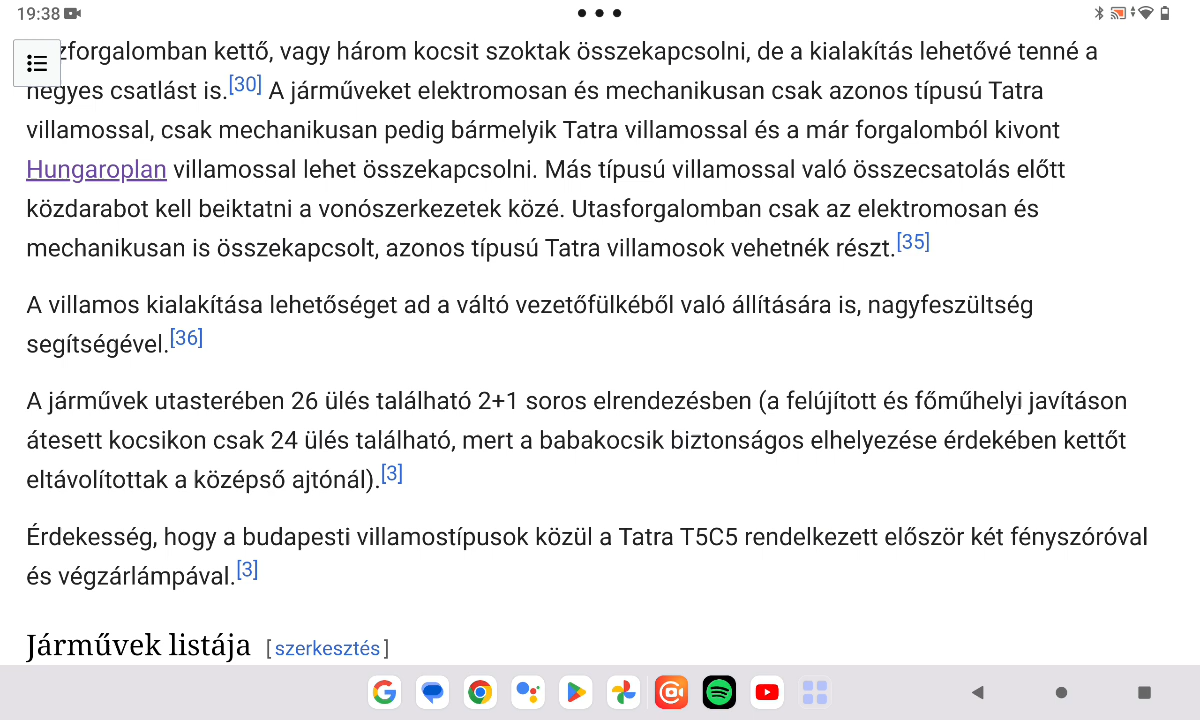 19:38
zforgalomban kettő, vagy három kocsit szoktak összekapcsolni, de a kialakítás lehetővé tenné a
négyes csatlást is.[30] A járműveket elektromosan és mechanikusan csak azonos típusú Tatra
villamossal, csak mechanikusan pedig bármelyik Tatra villamossal és a már forgalomból kivont
Hungaroplan villamossal lehet összekapcsolni. Más típusú villamossal való összecsatolás előtt
közdarabot kell beiktatni a vonószerkezetek közé. Utasforgalomban csak az elektromosan és
mechanikusan is összekapcsolt, azonos típusú Tatra villamosok vehetnék részt.[35]
A villamos kialakítása lehetőséget ad a váltó vezetőfülkéből való állítására is, nagyfeszültség
segítségével.[36]
A járművek utasterében 26 ülés található 2+1 soros elrendezésben (a felújított és főműhelyi javításon
átesett kocsikon csak 24 ülés található, mert a babakocsik biztonságos elhelyezése érdekében kettőt
eltávolítottak a középső ajtónál).[3]
Érdekesség, hogy a budapesti villamostípusok közül a Tatra T5C5 rendelkezett először két fényszóróval
és végzárlámpával.[3]
Járművek listája [szerkesztés]